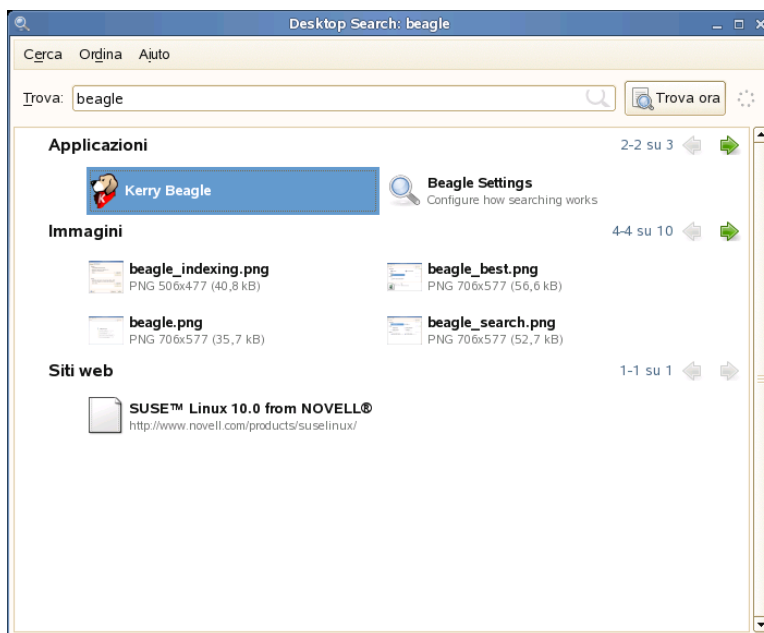 Desktop Search: beagle
Cerca Ordina Aiuto
Trova: beagle Trova ora
Applicazioni 2-2 su 3
Kerry Beagle
Beagle Settings
Configure how searching works
Immagini 4-4 su 10
beagle_indexing.png
PNG 506x477 (40,8 kB)
beagle_best.png
PNG 706x577 (56,6 kB)
beagle.png
PNG 706x577 (35,7 kB)
beagle_search.png
PNG 706x577 (52,7 kB)
Siti web 1-1 su 1
SUSE™ Linux 10.0 from NOVELL®
http://www.novell.com/products/suselinux/